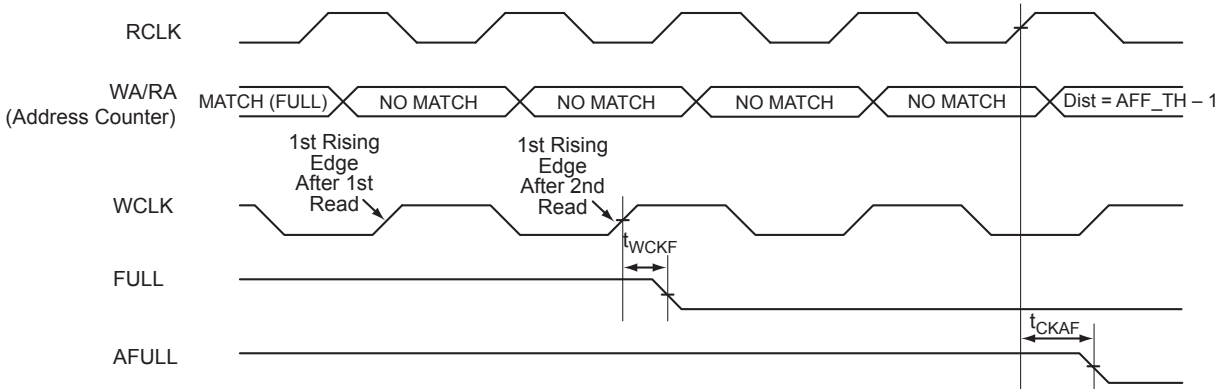 RCLK
WA/RA
(Address Counter)
MATCH (FULL)
NO MATCH
NO MATCH
NO MATCH
NO MATCH
Dist = AFF_TH – 1
1st Rising
Edge
After 1st
Read
1st Rising
Edge
After 2nd
Read
WCLK
tWCKF
FULL
tCKAF
AFULL